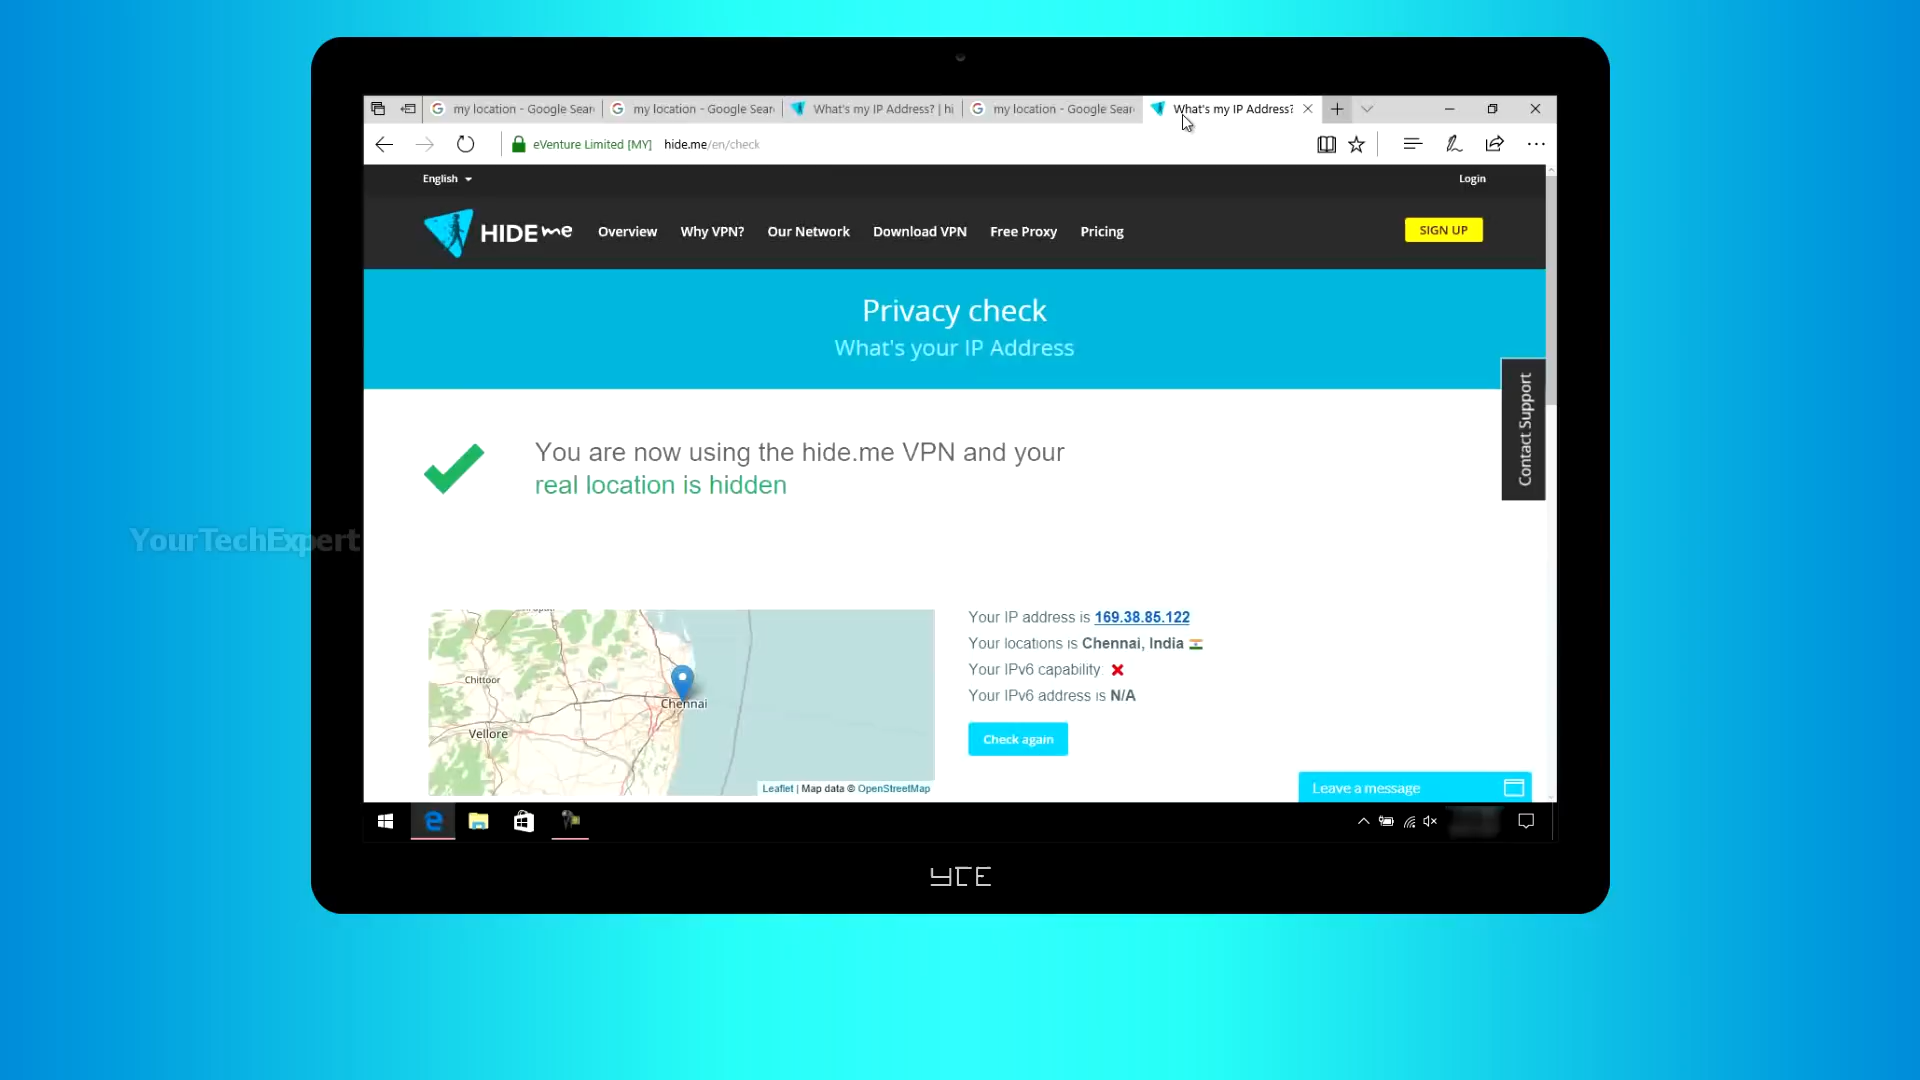 my location - Google Sear
my location - Google Sear
What's my IP Address? | hi
my location - Google Sear
What's my IP Address?
eVenture Limited [MY]
hide.me/en/check
English
Login
HIDE me
Overview
Why VPN?
Our Network
Download VPN
Free Proxy
Pricing
SIGN UP
Privacy check
What's your IP Address
Contact Support
You are now using the hide.me VPN and your
real location is hidden
YourTechExpert
Chittoor
Chennai
Vellore
Leaflet | Map data © OpenStreetMap
Your IP address is 169.38.85.122
Your locations is Chennai, India
Your IPv6 capability
Your IPv6 address is N/A
Check again
Leave a message
YTE